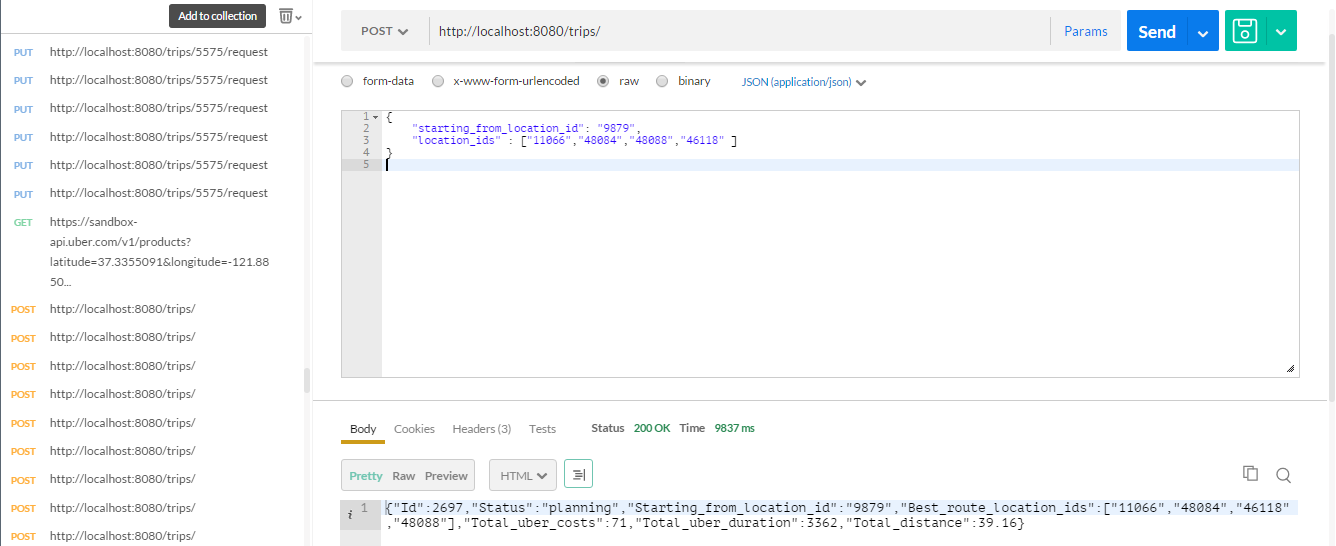 Add to collection
PUT http://localhost:8080/trips/5575/request
PUT http://localhost:8080/trips/5575/request
PUT http://localhost:8080/trips/5575/request
PUT http://localhost:8080/trips/5575/request
PUT http://localhost:8080/trips/5575/request
PUT http://localhost:8080/trips/5575/request
GET https://sandbox-
api.uber.com/v1/products?
latitude=37.3355091&longitude=-121.88
50...
POST http://localhost:8080/trips/
POST http://localhost:8080/trips/
POST http://localhost:8080/trips/
POST http://localhost:8080/trips/
POST http://localhost:8080/trips/
POST http://localhost:8080/trips/
POST http://localhost:8080/trips/
POST http://localhost:8080/trips/
POST http://localhost:8080/trips/
POST http://localhost:8080/trips/ Params Send
form-data x-www-form-urlencoded raw binary JSON (application/json)
1 {
2 "starting_from_location_id": "9879",
3 "location_ids" : ["11066","48084","48088","46118" ]
4 }
5
Body Cookies Headers (3) Tests Status 200 OK Time 9837 ms
Pretty Raw Preview HTML
i 1 {"Id":2697,"Status":"planning","Starting_from_location_id":"9879","Best_route_location_ids":["11066","48084","46118"
,"48088"],"Total_uber_costs":71,"Total_uber_duration":3362,"Total_distance":39.16}